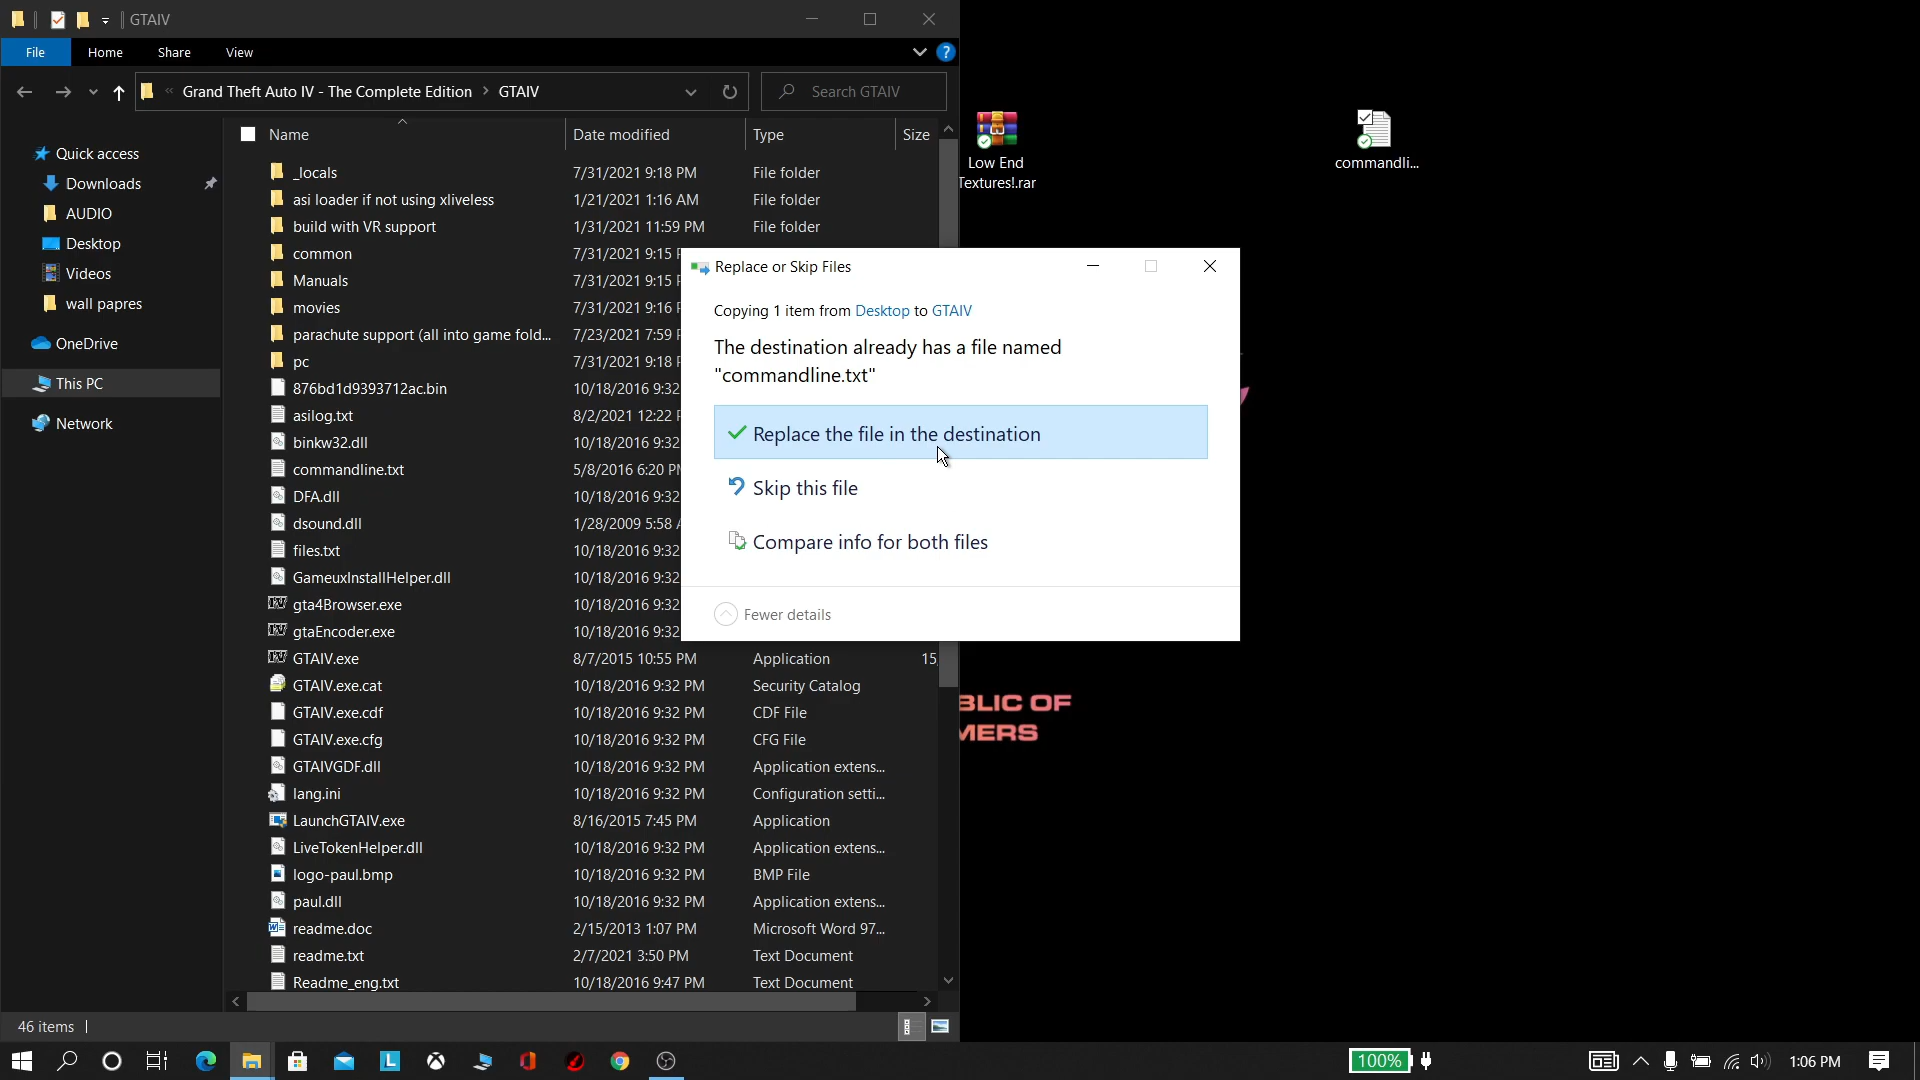 GTAIV
File
Home
Share
View
Grand Theft Auto IV - The Complete Edition > GTAIV
Search GTAIV
Name
Date modified
Type
Size
Quick access
Downloads
AUDIO
Desktop
Videos
wall papres
OneDrive
This PC
Network
_locals 7/31/2021 9:18 PM File folder
asi loader if not using xliveless 1/21/2021 1:16 AM File folder
build with VR support 1/31/2021 11:59 PM File folder
common 7/31/2021 9:15
Manuals 7/31/2021 9:15
movies 7/31/2021 9:16
parachute support (all into game fold... 7/23/2021 7:59
pc 7/31/2021 9:18
876bd1d9393712ac.bin 10/18/2016 9:32
asilog.txt 8/2/2021 12:22
binkw32.dll 10/18/2016 9:32
commandline.txt 5/8/2016 6:20
DFA.dll 10/18/2016 9:32
dsound.dll 1/28/2009 5:58
files.txt 10/18/2016 9:32
GameuxInstallHelper.dll 10/18/2016 9:32
gta4Browser.exe 10/18/2016 9:32
gtaEncoder.exe 10/18/2016 9:32
GTAIV.exe 8/7/2015 10:55 PM Application 15,
GTAIV.exe.cat 10/18/2016 9:32 PM Security Catalog
GTAIV.exe.cdf 10/18/2016 9:32 PM CDF File
GTAIV.exe.cfg 10/18/2016 9:32 PM CFG File
GTAIVGDF.dll 10/18/2016 9:32 PM Application extens...
lang.ini 10/18/2016 9:32 PM Configuration setti...
LaunchGTAIV.exe 8/16/2015 7:45 PM Application
LiveTokenHelper.dll 10/18/2016 9:32 PM Application extens...
logo-paul.bmp 10/18/2016 9:32 PM BMP File
paul.dll 10/18/2016 9:32 PM Application extens...
readme.doc 2/15/2013 1:07 PM Microsoft Word 97...
readme.txt 2/7/2021 3:50 PM Text Document
Readme_eng.txt 10/18/2016 9:47 PM Text Document
46 items
Replace or Skip Files
Copying 1 item from Desktop to GTAIV
The destination already has a file named
"commandline.txt"
Replace the file in the destination
Skip this file
Compare info for both files
Fewer details
Low End
Textures!.rar
commandli...
BLIC OF
MERS
100%
1:06 PM